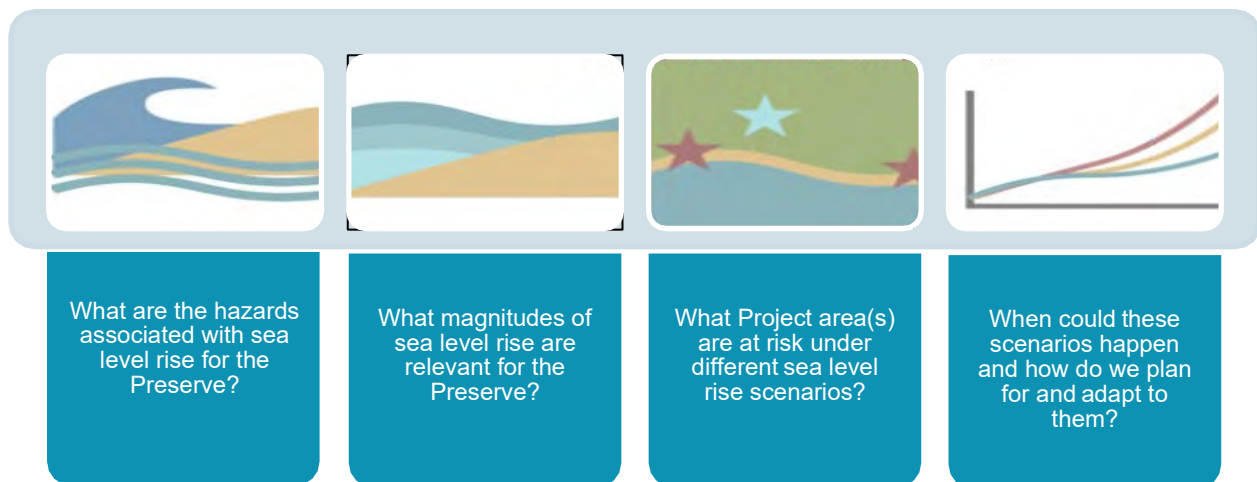 What are the hazards
associated with sea
level rise for the
Preserve?
What magnitudes of
sea level rise are
relevant for the
Preserve?
What Project area(s)
are at risk under
different sea level
rise scenarios?
When could these
scenarios happen
and how do we plan
for and adapt to
them?